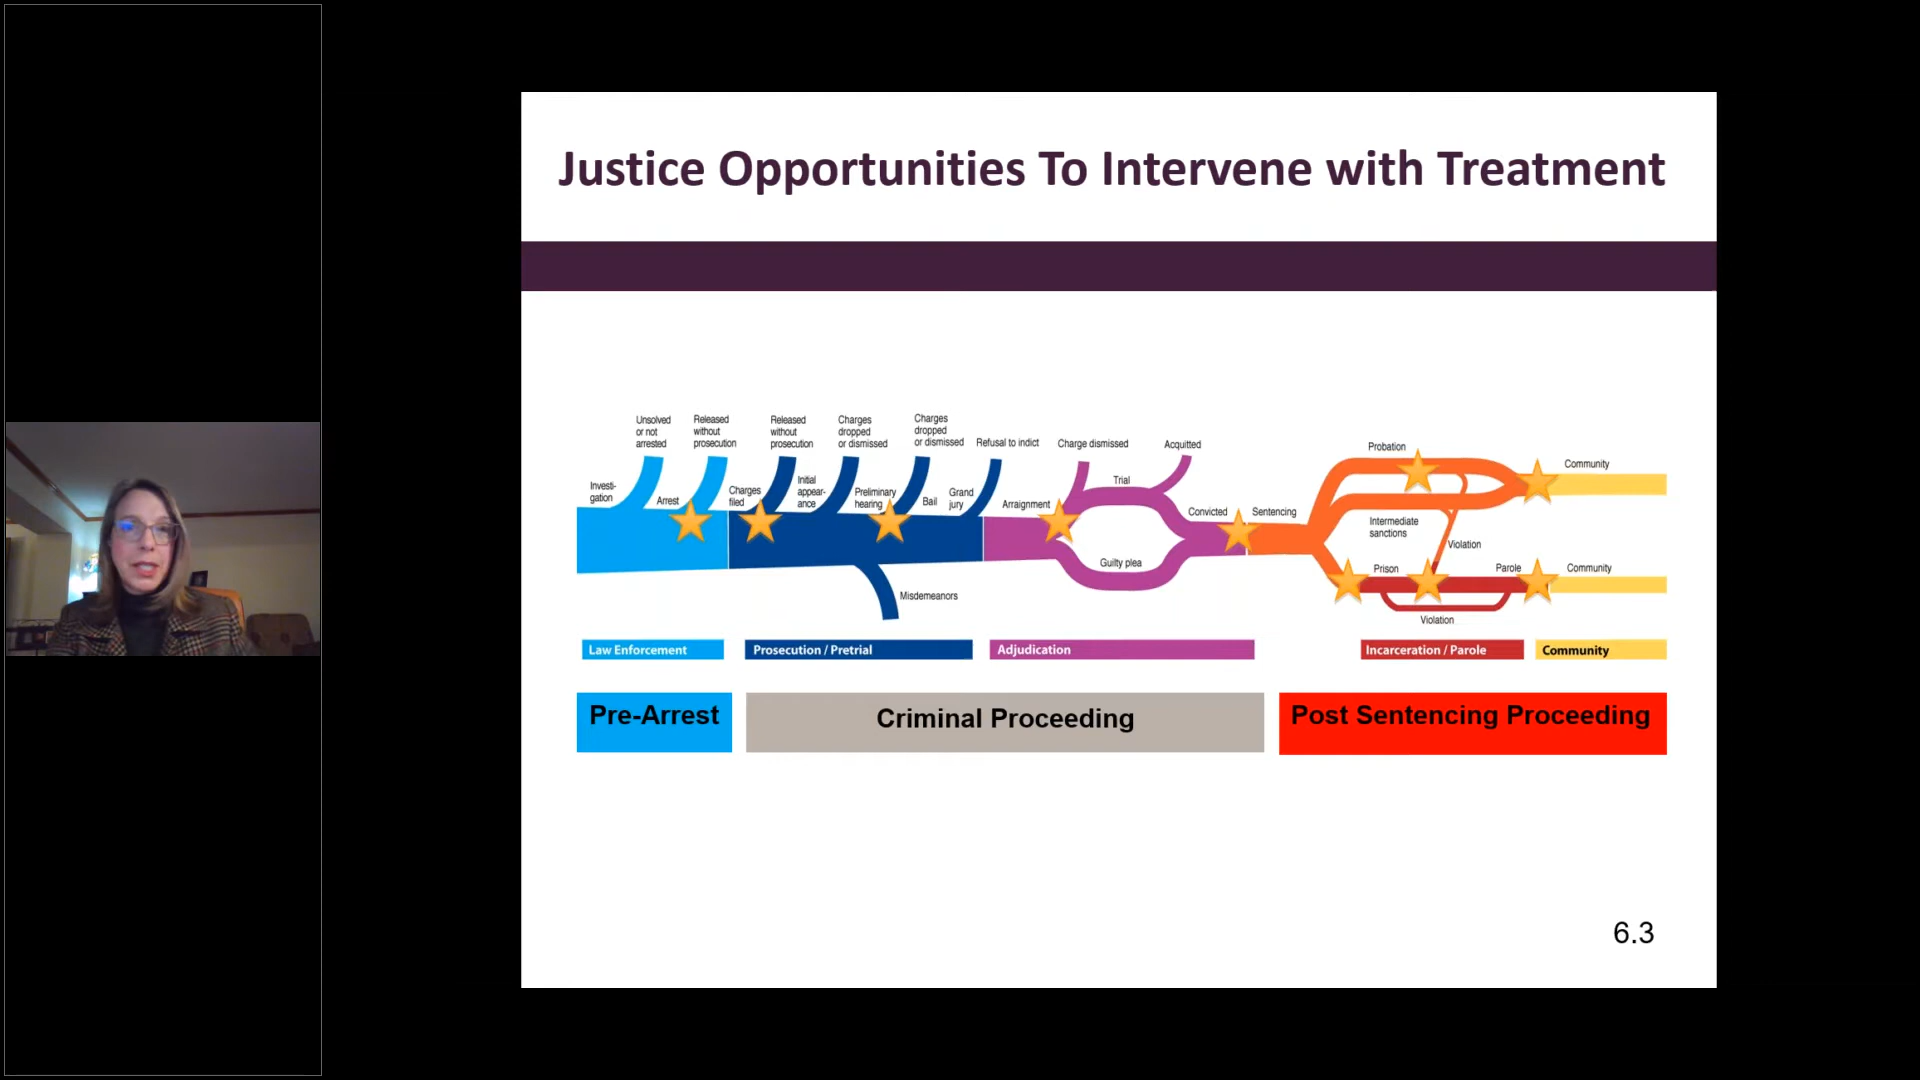 Justice Opportunities To Intervene with Treatment
Unsolved
or not
arrested
Released
without
prosecution
Released
without
prosecution
Charges
dropped
or dismissed
Charges
dropped
or dismissed
Refusal to indict
Charge dismissed
Acquitted
Probation
Community
Investi-
gation
Arrest
Charges
filed
Initial
appear-
ance
Preliminary
hearing
Bail
Grand
jury
Arraignment
Trial
Convicted
Sentencing
Intermediate
sanctions
Violation
Guilty plea
Prison
Parole
Community
Misdemeanors
Violation
Law Enforcement
Prosecution / Pretrial
Adjudication
Incarceration / Parole
Community
Pre-Arrest
Criminal Proceeding
Post Sentencing Proceeding
6.3